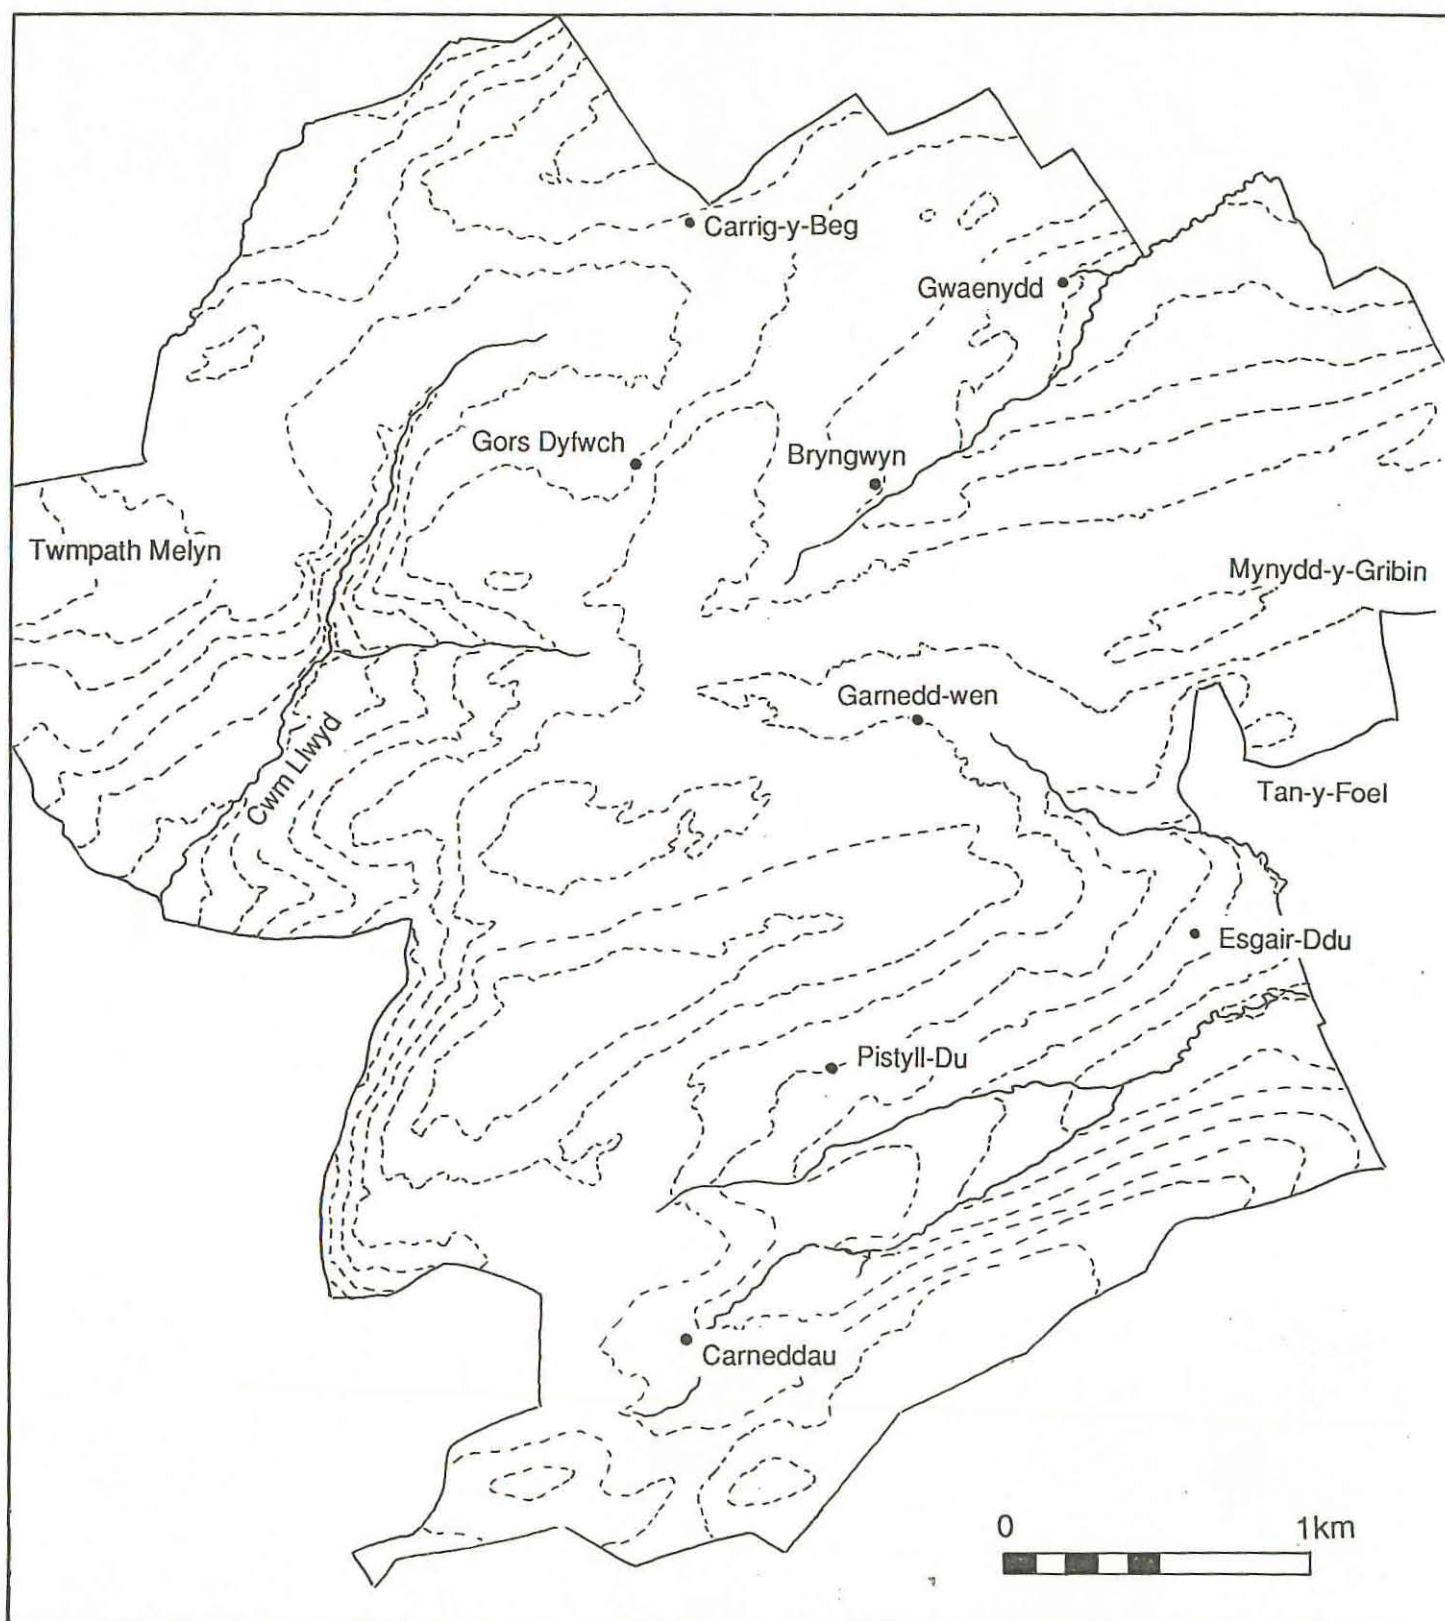 Carrig-y-Beg
Gwaenydd
Gors Dyfwch
Bryngwyn
Twmpath Melyn
Mynydd-y-Gribin
Garnedd-wen
Cwm Llwyd
Tan-y-Foel
Esgair-Ddu
Pistyll-Du
Carneddau
0 1km